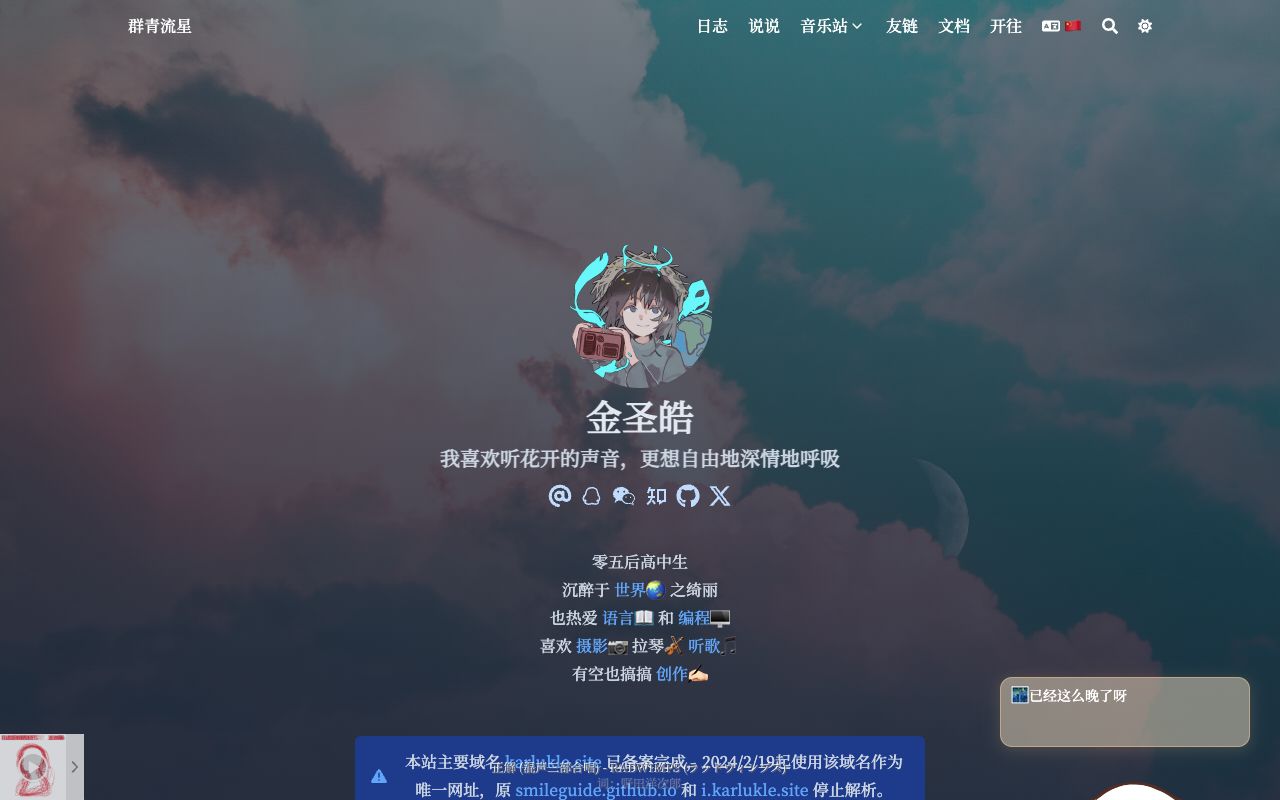 群青流星
日志 说说 音乐站 友链 文档 开往
金圣皓
我喜欢听花开的声音，更想自由地深情地呼吸
知
零五后高中生
沉醉于 世界🌏 之绮丽
也热爱 语言📖 和 编程🖥️
喜欢 摄影📷 拉琴🎻 听歌🎵
有空也搞搞 创作✍🏻
🌃已经这么晚了呀
本站主要域名 karlukle.site 已备案完成，2024/2/19起使用该域名作为
唯一网址，原 smileguide.github.io 和 i.karlukle.site 停止解析。